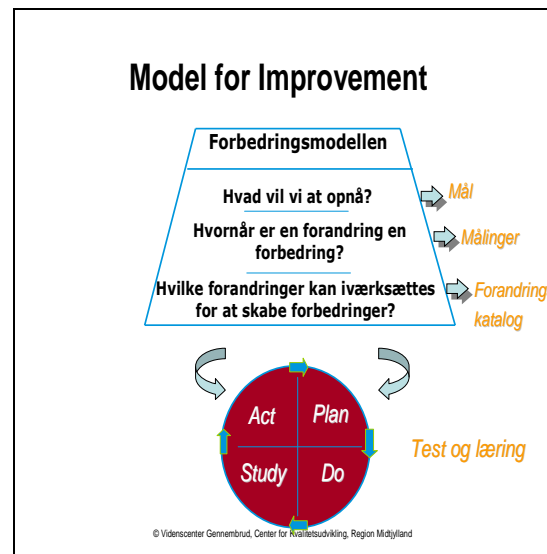 Model for Improvement
Forbedringsmodellen
Hvad vil vi at opnå?
Mål
Hvornår er en forandring en
forbedring?
Målinger
Hvilke forandringer kan iværksættes
for at skabe forbedringer?
Forandring
katalog
Act
Plan
Study
Do
Test og læring
© Videnscenter Gennembrud, Center for Kvalitetsudvikling, Region Midtjylland